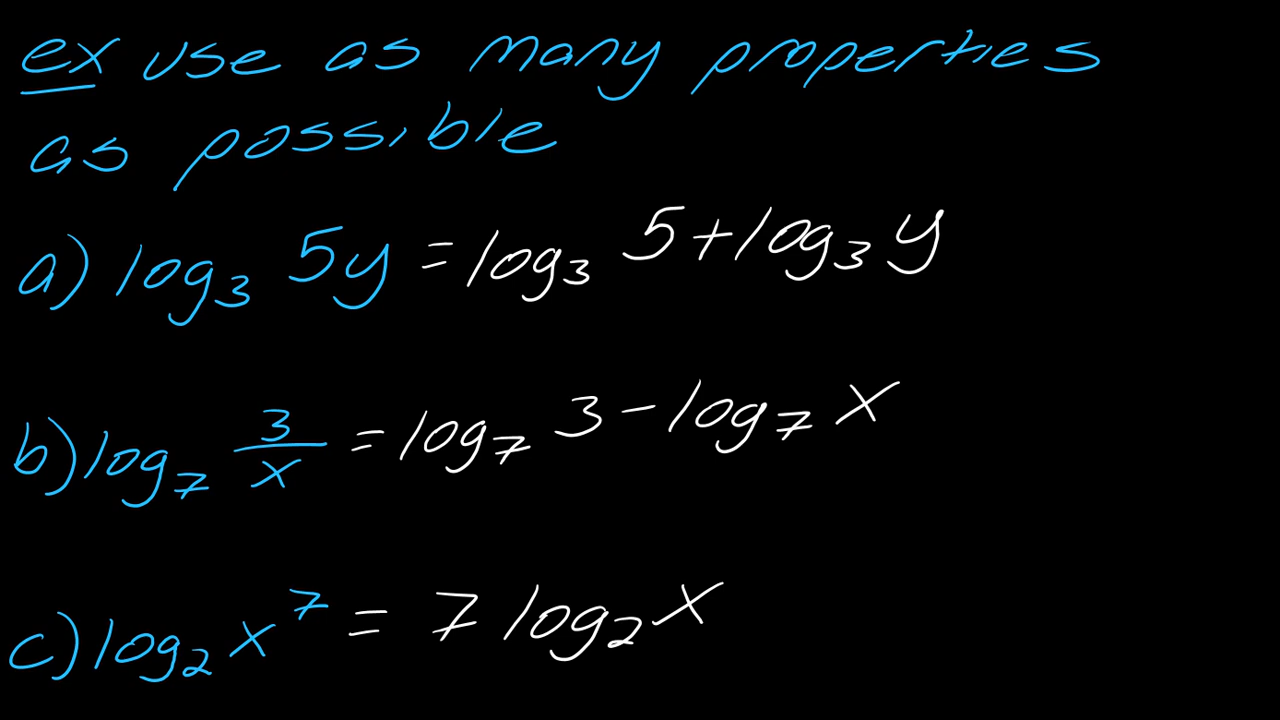 ex use as many properties
as possible
a) log₃ 5y = log₃ 5 + log₃ y
b) log₇ 3/x = log₇ 3 - log₇ x
c) log₂ x⁷ = 7 log₂ x